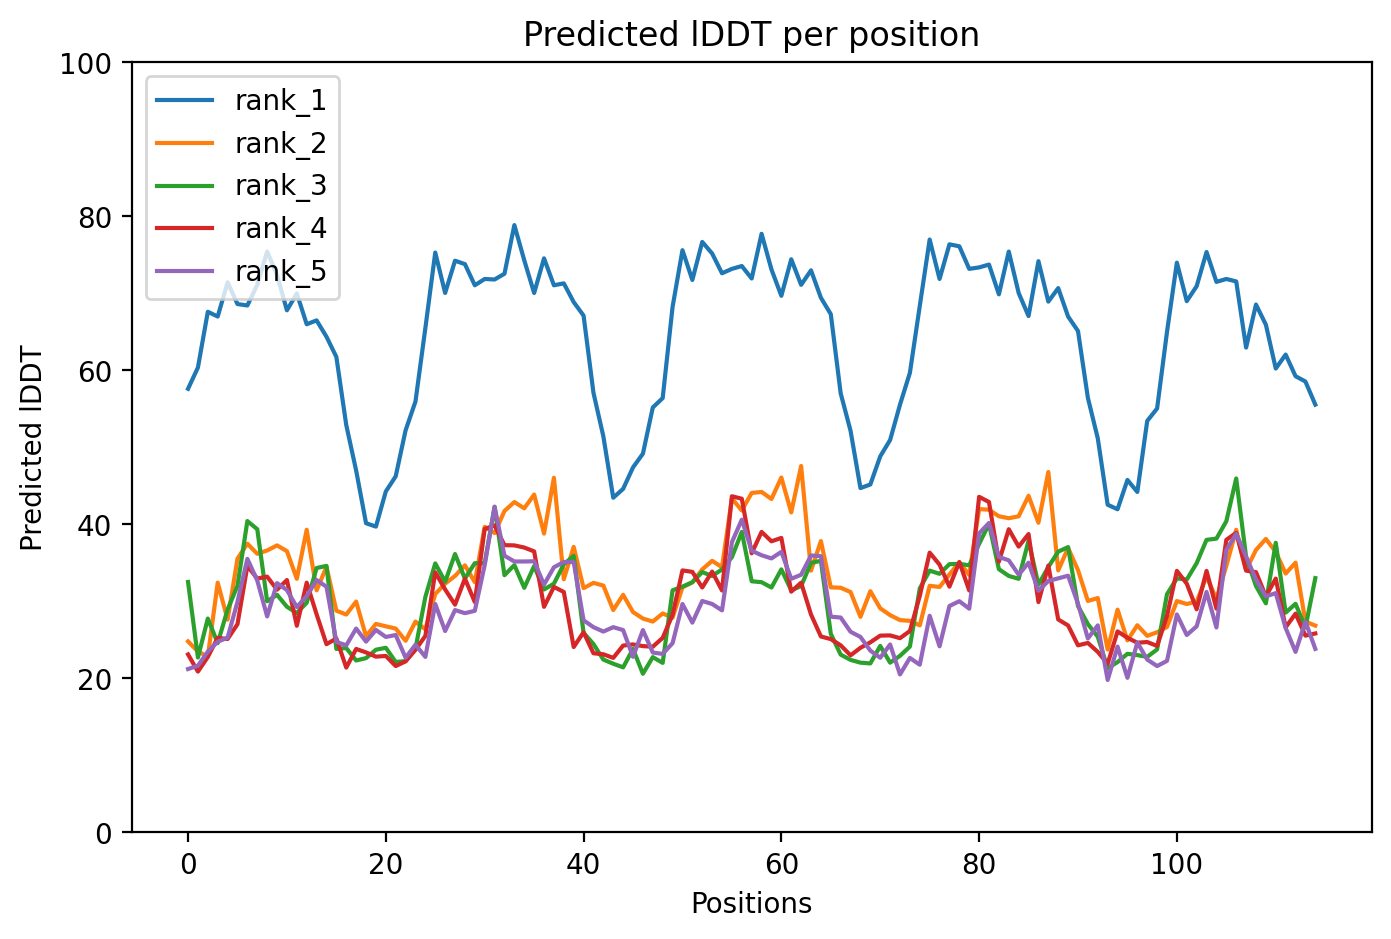 Predicted lDDT per position
100
80
60
40
20
0
Predicted lDDT
rank_1
rank_2
rank_3
rank_4
rank_5
0 20 40 60 80 100
Positions